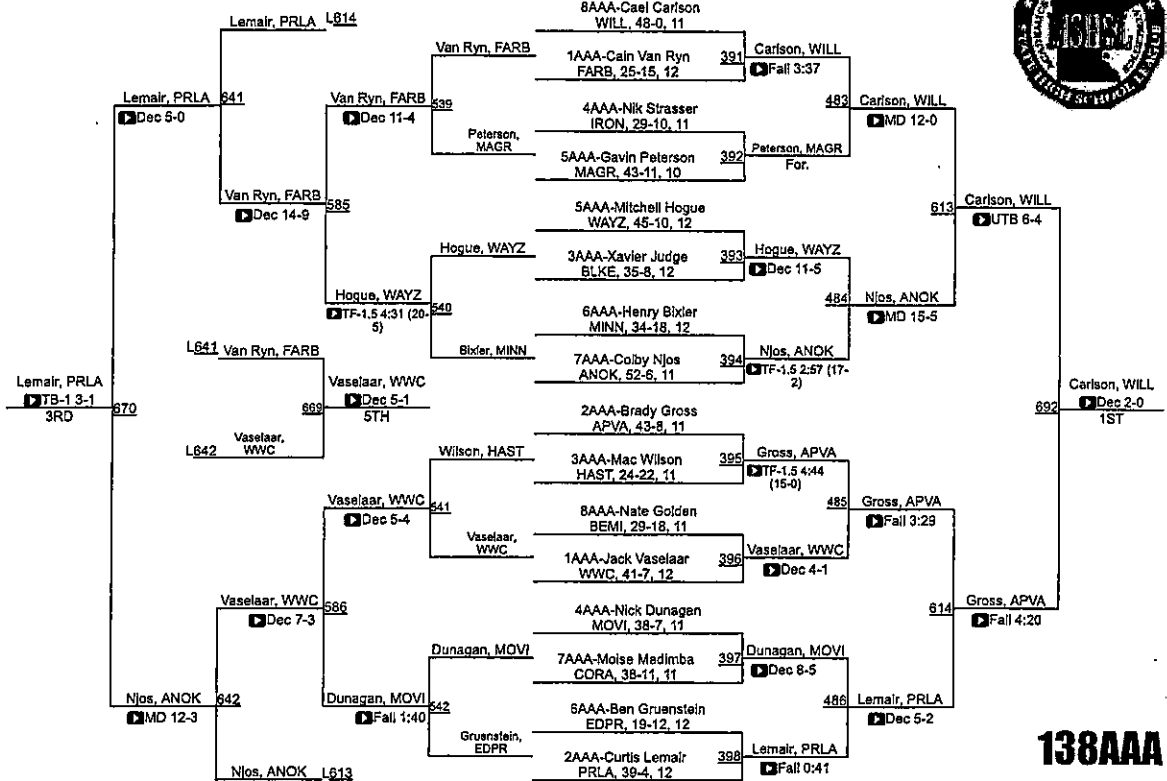 Lemair, PRLA L614
641
Lemair, PRLA
Dec 5-0
Van Ryn, FARB
Dec 14-9
Van Ryn, FARB
Dec 11-4
585
Hogue, WAYZ
TF-1.5 4:31 (20-
5)
Van Ryn, FARB
539
Peterson,
MAGR
Hogue, WAYZ
540
Bixler, MINN
L641 Van Ryn, FARB
669
L642 Vaselaar,
WWC
Vaselaar, WWC
Dec 5-1
5TH
Lemair, PRLA
TB-1 3-1
3RD
670
Wilson, HAST
541
Vaselaar,
WWC
Vaselaar, WWC
Dec 5-4
586
Dunagan, MOVI
Fall 1:40
Dunagan, MOVI
542
Gruenstein,
EDPR
Vaselaar, WWC
Dec 7-3
642
Njos, ANOK
MD 12-3
Njos, ANOK L613
8AAA-Cael Carlson
WILL, 48-0, 11
391
1AAA-Cain Van Ryn
FARB, 25-15, 12
4AAA-Nik Strasser
IRON, 29-10, 11
392
5AAA-Gavin Peterson
MAGR, 43-11, 10
5AAA-Mitchell Hogue
WAYZ, 45-10, 12
393
3AAA-Xavier Judge
BLKE, 35-8, 12
6AAA-Henry Bixler
MINN, 34-18, 12
394
7AAA-Colby Njos
ANOK, 52-6, 11
2AAA-Brady Gross
APVA, 43-8, 11
395
3AAA-Mac Wilson
HAST, 24-22, 11
8AAA-Nate Golden
BEMI, 29-18, 11
396
1AAA-Jack Vaselaar
WWC, 41-7, 12
4AAA-Nick Dunagan
MOVI, 38-7, 11
397
7AAA-Moise Madimba
CORA, 38-11, 11
6AAA-Ben Gruenstein
EDPR, 19-12, 12
398
2AAA-Curtis Lemair
PRLA, 39-4, 12
Carlson, WILL
Fall 3:37
483
Peterson, MAGR
For.
Hogue, WAYZ
Dec 11-5
484
Njos, ANOK
TF-1.5 2:57 (17-
2)
Gross, APVA
TF-1.5 4:44
(15-0)
485
Vaselaar, WWC
Dec 4-1
Dunagan, MOVI
Dec 8-5
486
Lemair, PRLA
Fall 0:41
Carlson, WILL
MD 12-0
613
Njos, ANOK
MD 15-5
Gross, APVA
Fall 3:29
614
Lemair, PRLA
Dec 5-2
Carlson, WILL
UTB 6-4
692
Gross, APVA
Fall 4:20
Carlson, WILL
Dec 2-0
1ST
STATE HIGH SCHOOL LEAGUE
138AAA